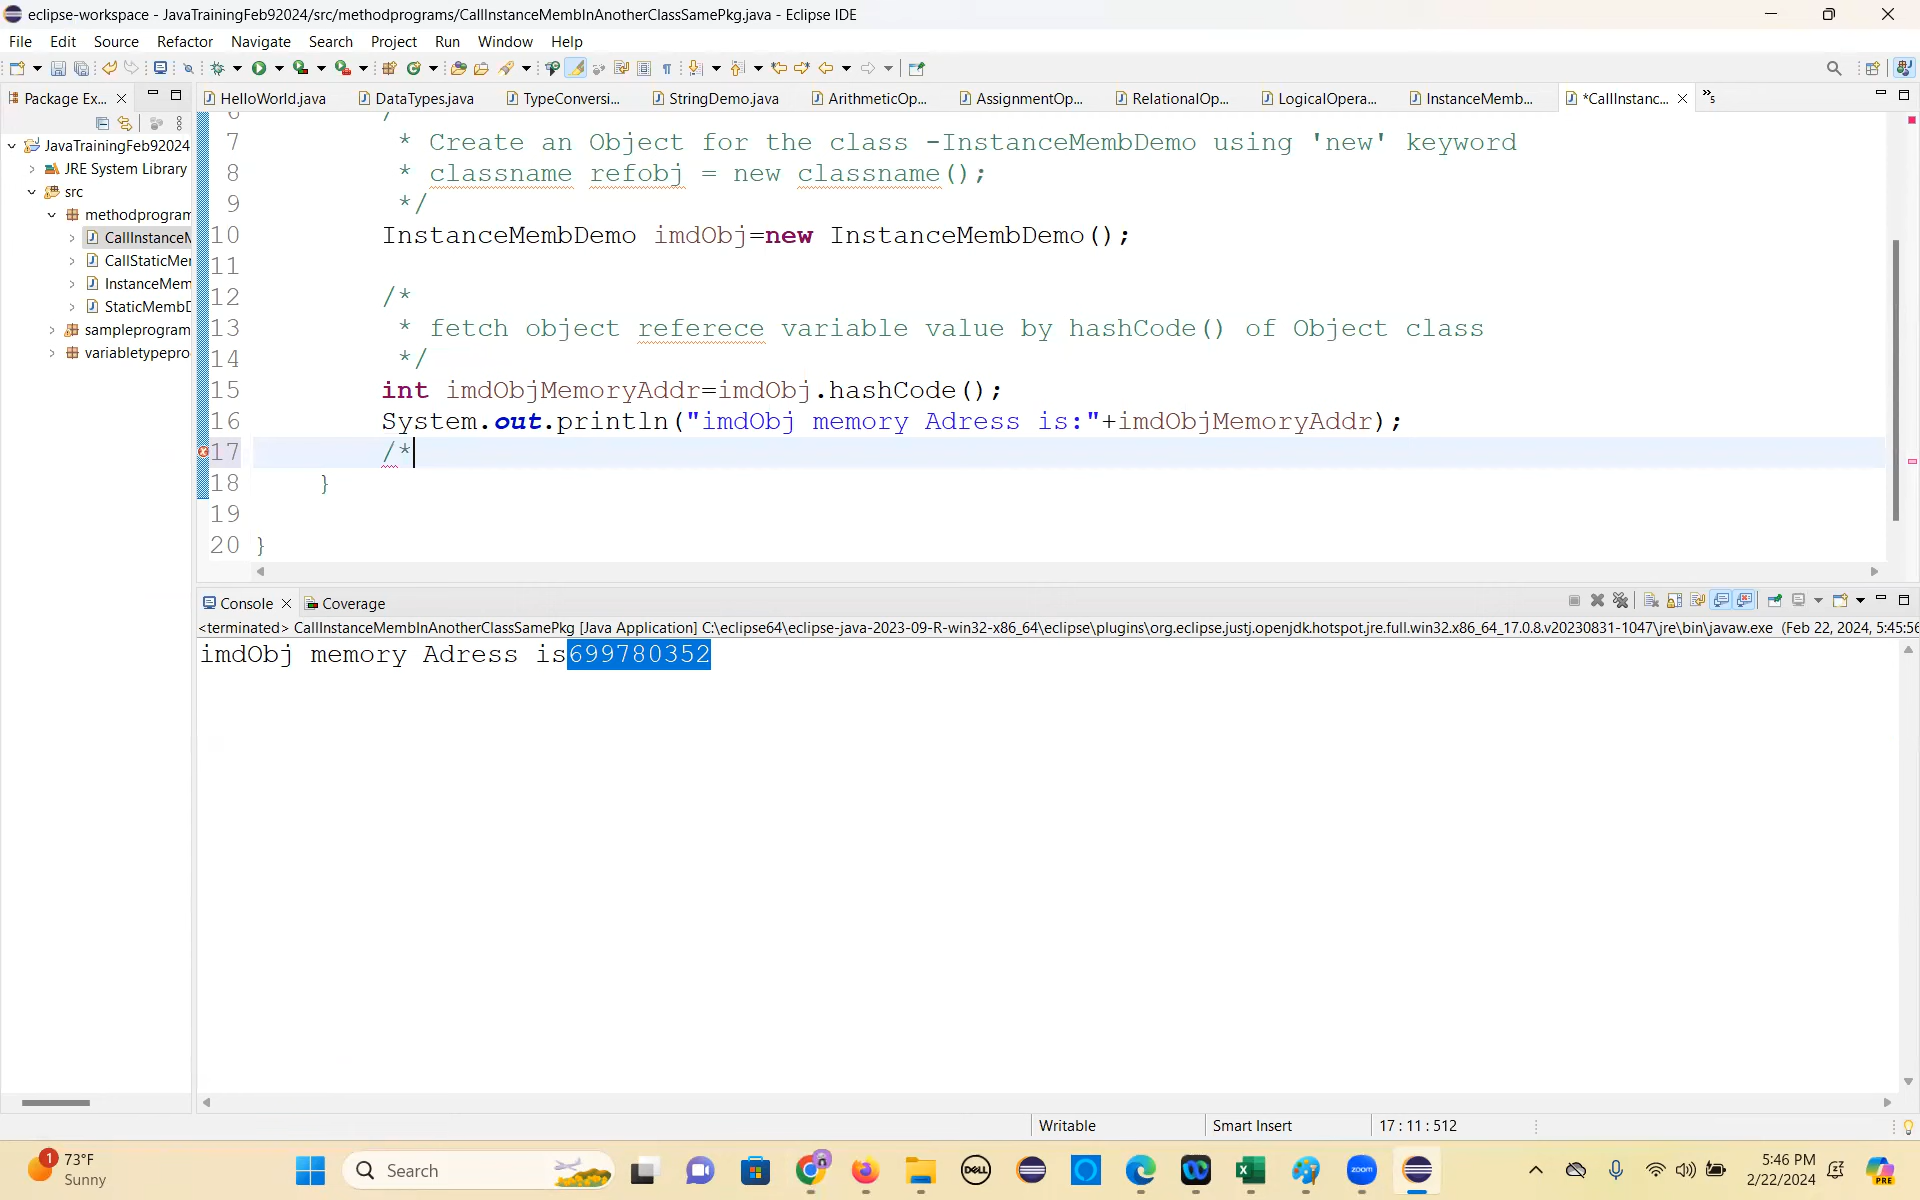 eclipse-workspace - JavaTrainingFeb92024/src/methodprograms/CallInstanceMembInAnotherClassSamePkg.java - Eclipse IDE
File Edit Source Refactor Navigate Search Project Run Window Help
Package Ex...
HelloWorld.java DataTypes.java TypeConversi... StringDemo.java ArithmeticOp... AssignmentOp... RelationalOp... LogicalOpera... InstanceMemb... *CallInstanc... »5
JavaTrainingFeb92024
JRE System Library
src
methodprogram
CallInstanceM
CallStaticMe
InstanceMem
StaticMembD
sampleprogram
variabletypepro
7 * Create an Object for the class -InstanceMembDemo using 'new' keyword
8 * classname refobj = new classname();
9 */
10 InstanceMembDemo imdObj=new InstanceMembDemo();
11
12 /*
13 * fetch object referece variable value by hashCode() of Object class
14 */
15 int imdObjMemoryAddr=imdObj.hashCode();
16 System.out.println("imdObj memory Adress is:"+imdObjMemoryAddr);
17 /*
18 }
19
20 }
Console Coverage
<terminated> CallInstanceMembInAnotherClassSamePkg [Java Application] C:\eclipse64\eclipse-java-2023-09-R-win32-x86_64\eclipse\plugins\org.eclipse.justj.openjdk.hotspot.jre.full.win32.x86_64_17.0.8.v20230831-1047\jre\bin\javaw.exe (Feb 22, 2024, 5:45:56
imdObj memory Adress is699780352
Writable Smart Insert 17 : 11 : 512
1
73°F
Sunny
Search
DELL
zoom
5:46 PM
2/22/2024
PRE